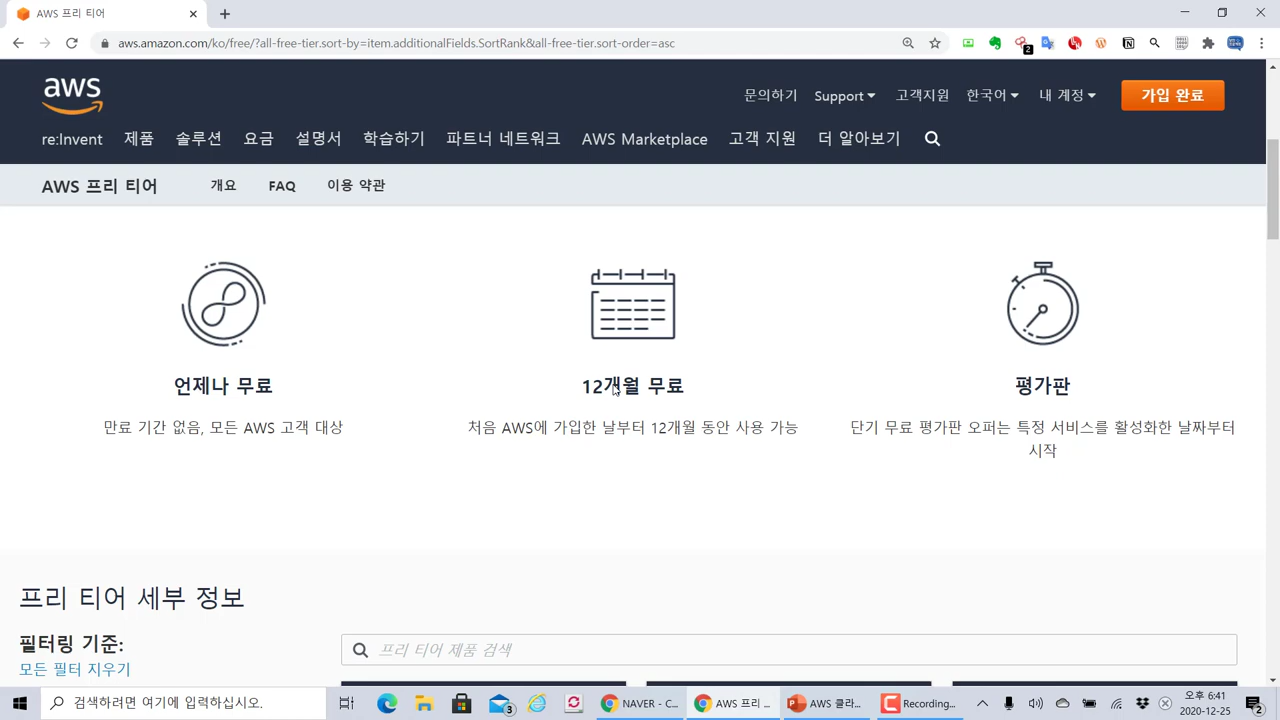 AWS 프리 티어
aws.amazon.com/ko/free/?all-free-tier.sort-by=item.additionalFields.SortRank&all-free-tier.sort-order=asc
2
aws
문의하기 Support 고객지원 한국어 내 계정 가입 완료
re:Invent 제품 솔루션 요금 설명서 학습하기 파트너 네트워크 AWS Marketplace 고객 지원 더 알아보기
AWS 프리 티어 개요 FAQ 이용 약관
언제나 무료
만료 기간 없음, 모든 AWS 고객 대상
12개월 무료
처음 AWS에 가입한 날부터 12개월 동안 사용 가능
평가판
단기 무료 평가판 오퍼는 특정 서비스를 활성화한 날짜부터
시작
프리 티어 세부 정보
필터링 기준:
모든 필터 지우기
프리 티어 제품 검색
검색하려면 여기에 입력하십시오.
3
NAVER - C...
AWS 프리 ...
AWS 클라...
Recording...
오후 6:41
2020-12-25
2